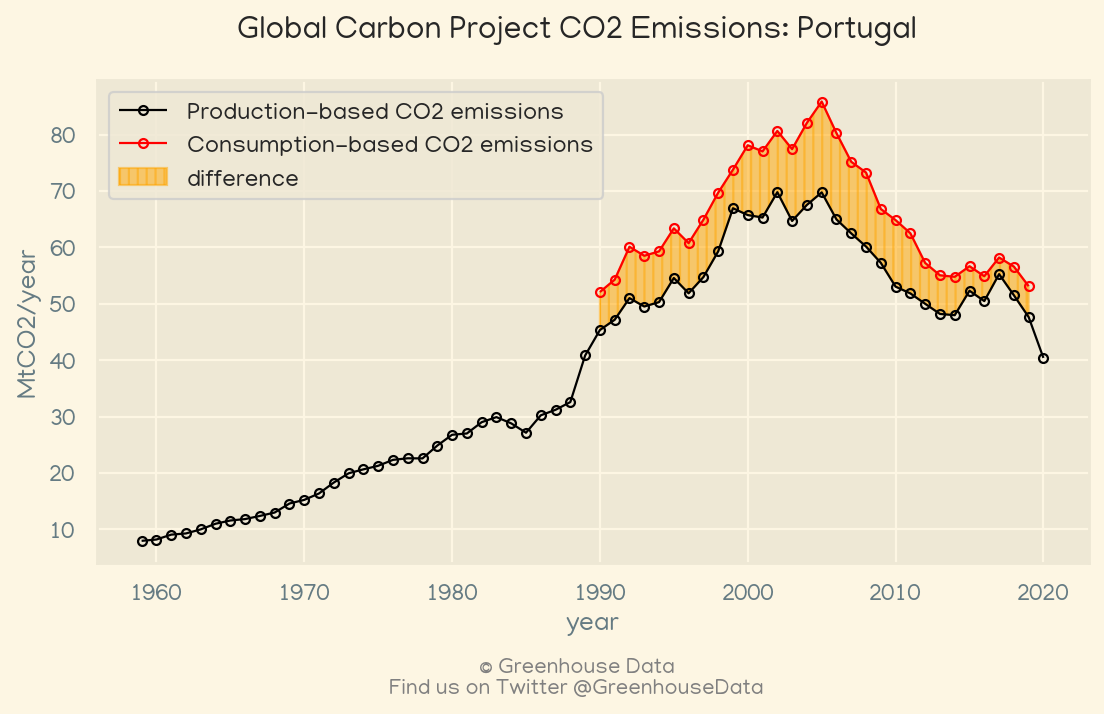 Global Carbon Project CO2 Emissions: Portugal
Production-based CO2 emissions
Consumption-based CO2 emissions
difference
MtCO2/year
80
70
60
50
40
30
20
10
1960 1970 1980 1990 2000 2010 2020
year
© Greenhouse Data
Find us on Twitter @GreenhouseData